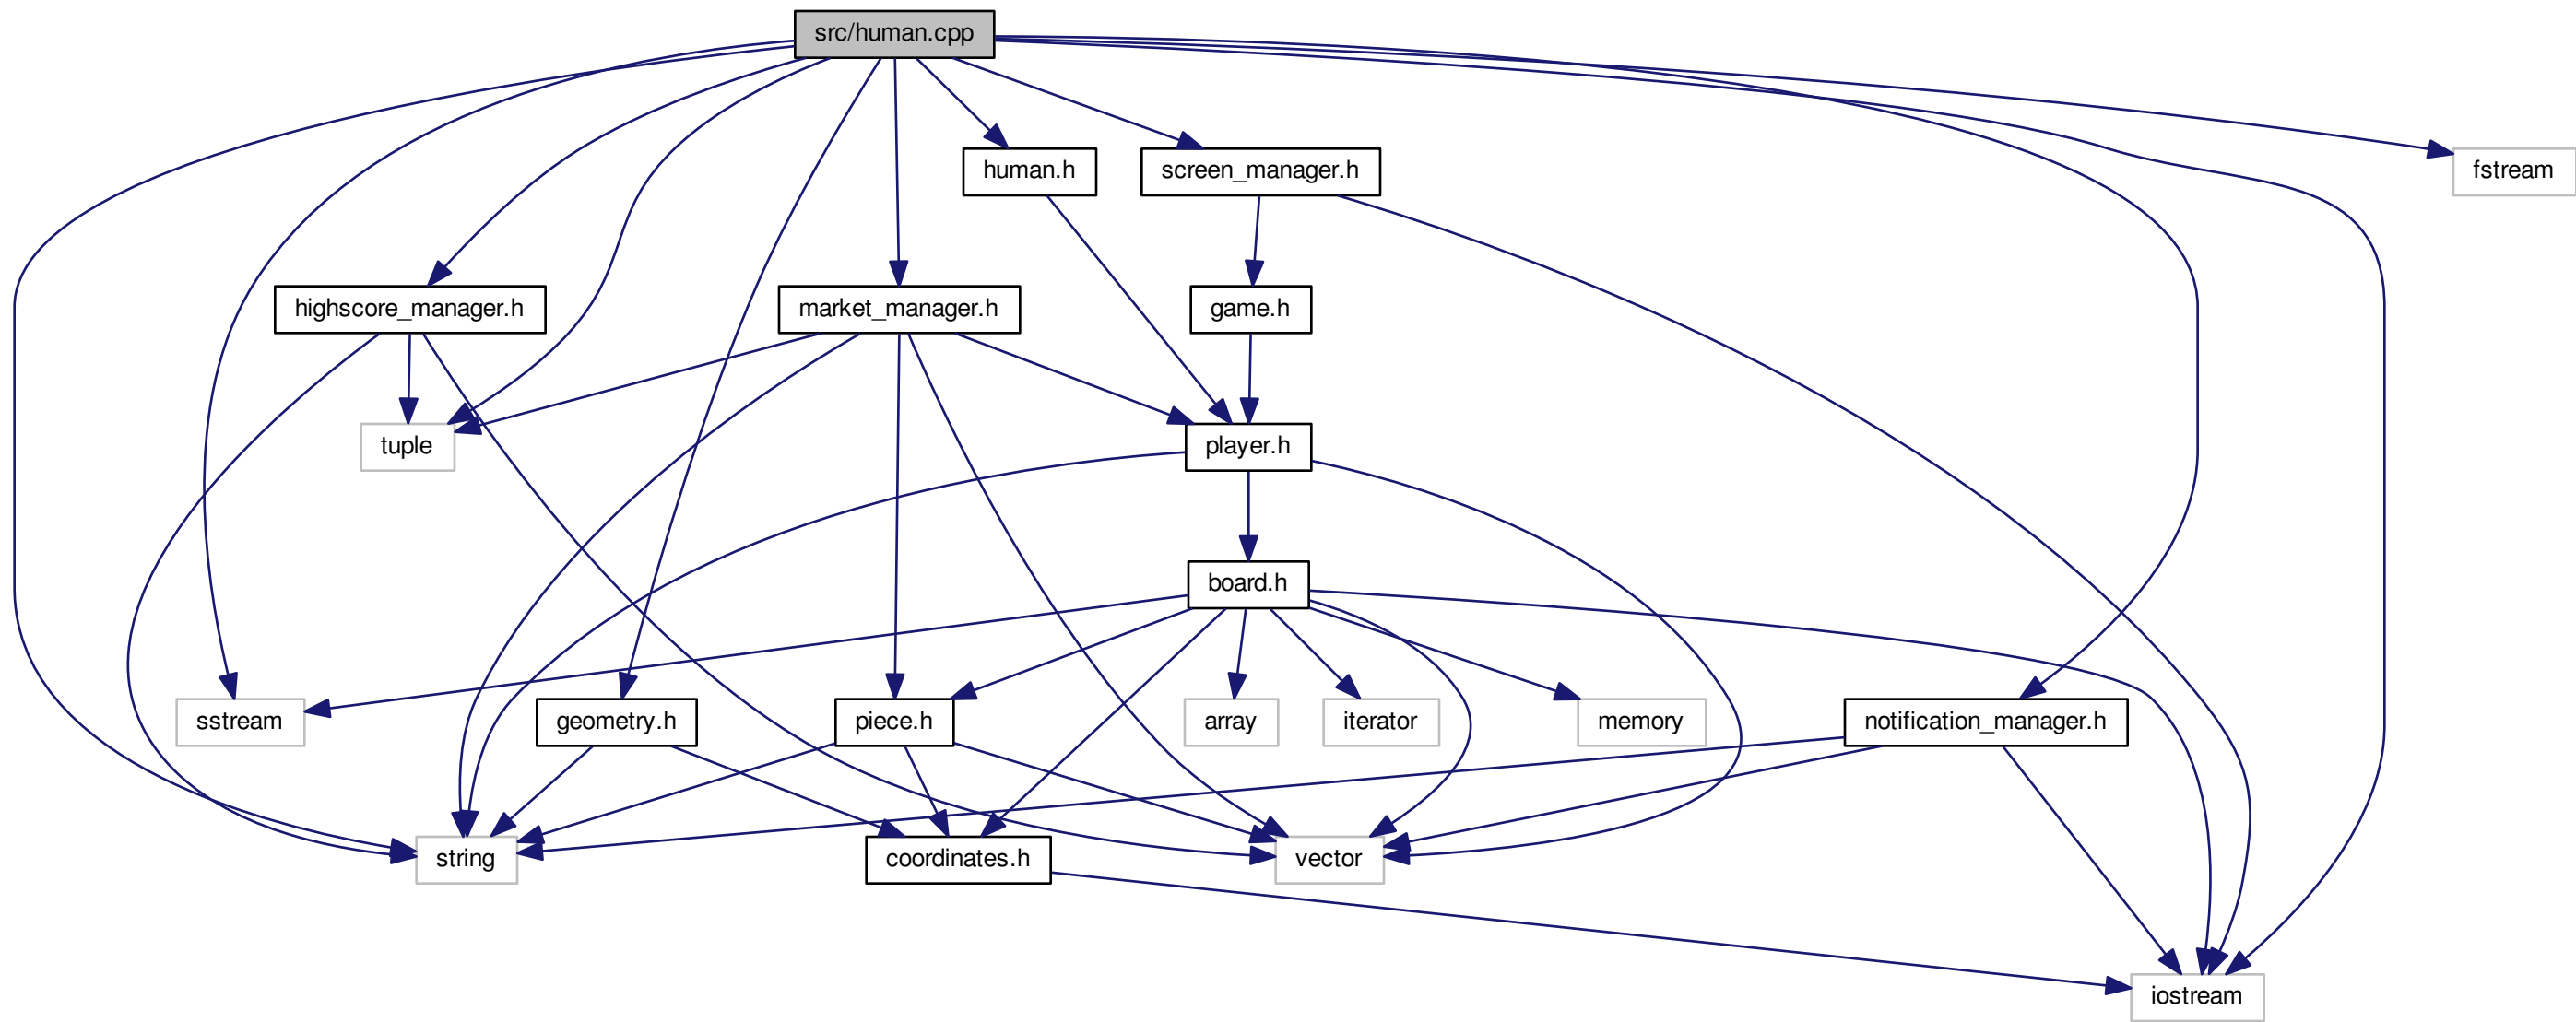 src/human.cpp
human.h
screen_manager.h
fstream
highscore_manager.h
market_manager.h
game.h
tuple
player.h
board.h
sstream
geometry.h
piece.h
array
iterator
memory
notification_manager.h
string
coordinates.h
vector
iostream